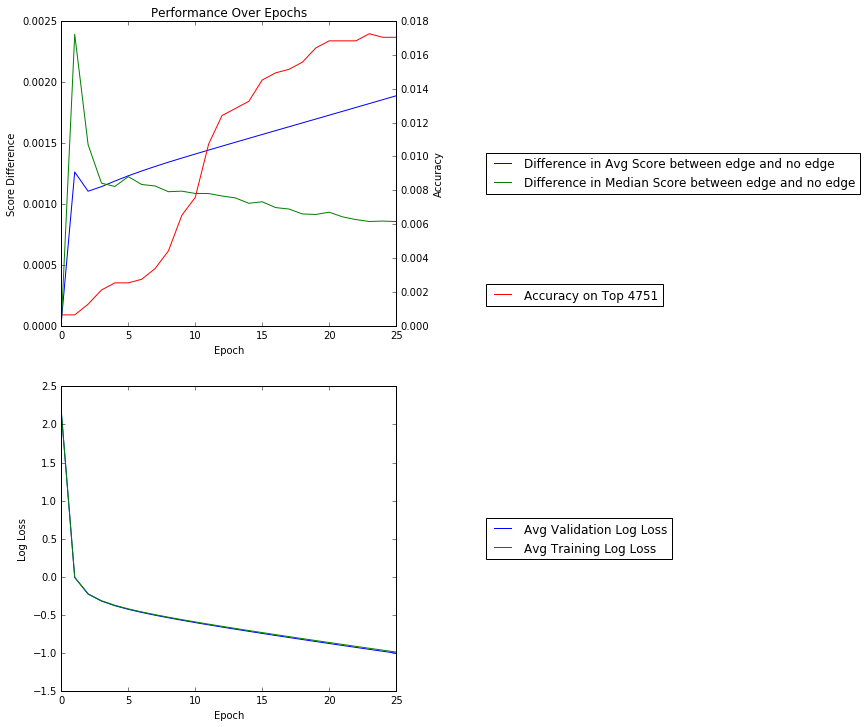 Performance Over Epochs
0.0025
0.0020
0.0015
0.0010
0.0005
0.0000
Score Difference
0.018
0.016
0.014
0.012
0.010
0.008
0.006
0.004
0.002
0.000
Accuracy
0 5 10 15 20 25
Epoch
Difference in Avg Score between edge and no edge
Difference in Median Score between edge and no edge
Accuracy on Top 4751
2.5
2.0
1.5
1.0
0.5
0.0
−0.5
−1.0
−1.5
Log Loss
0 5 10 15 20 25
Epoch
Avg Validation Log Loss
Avg Training Log Loss